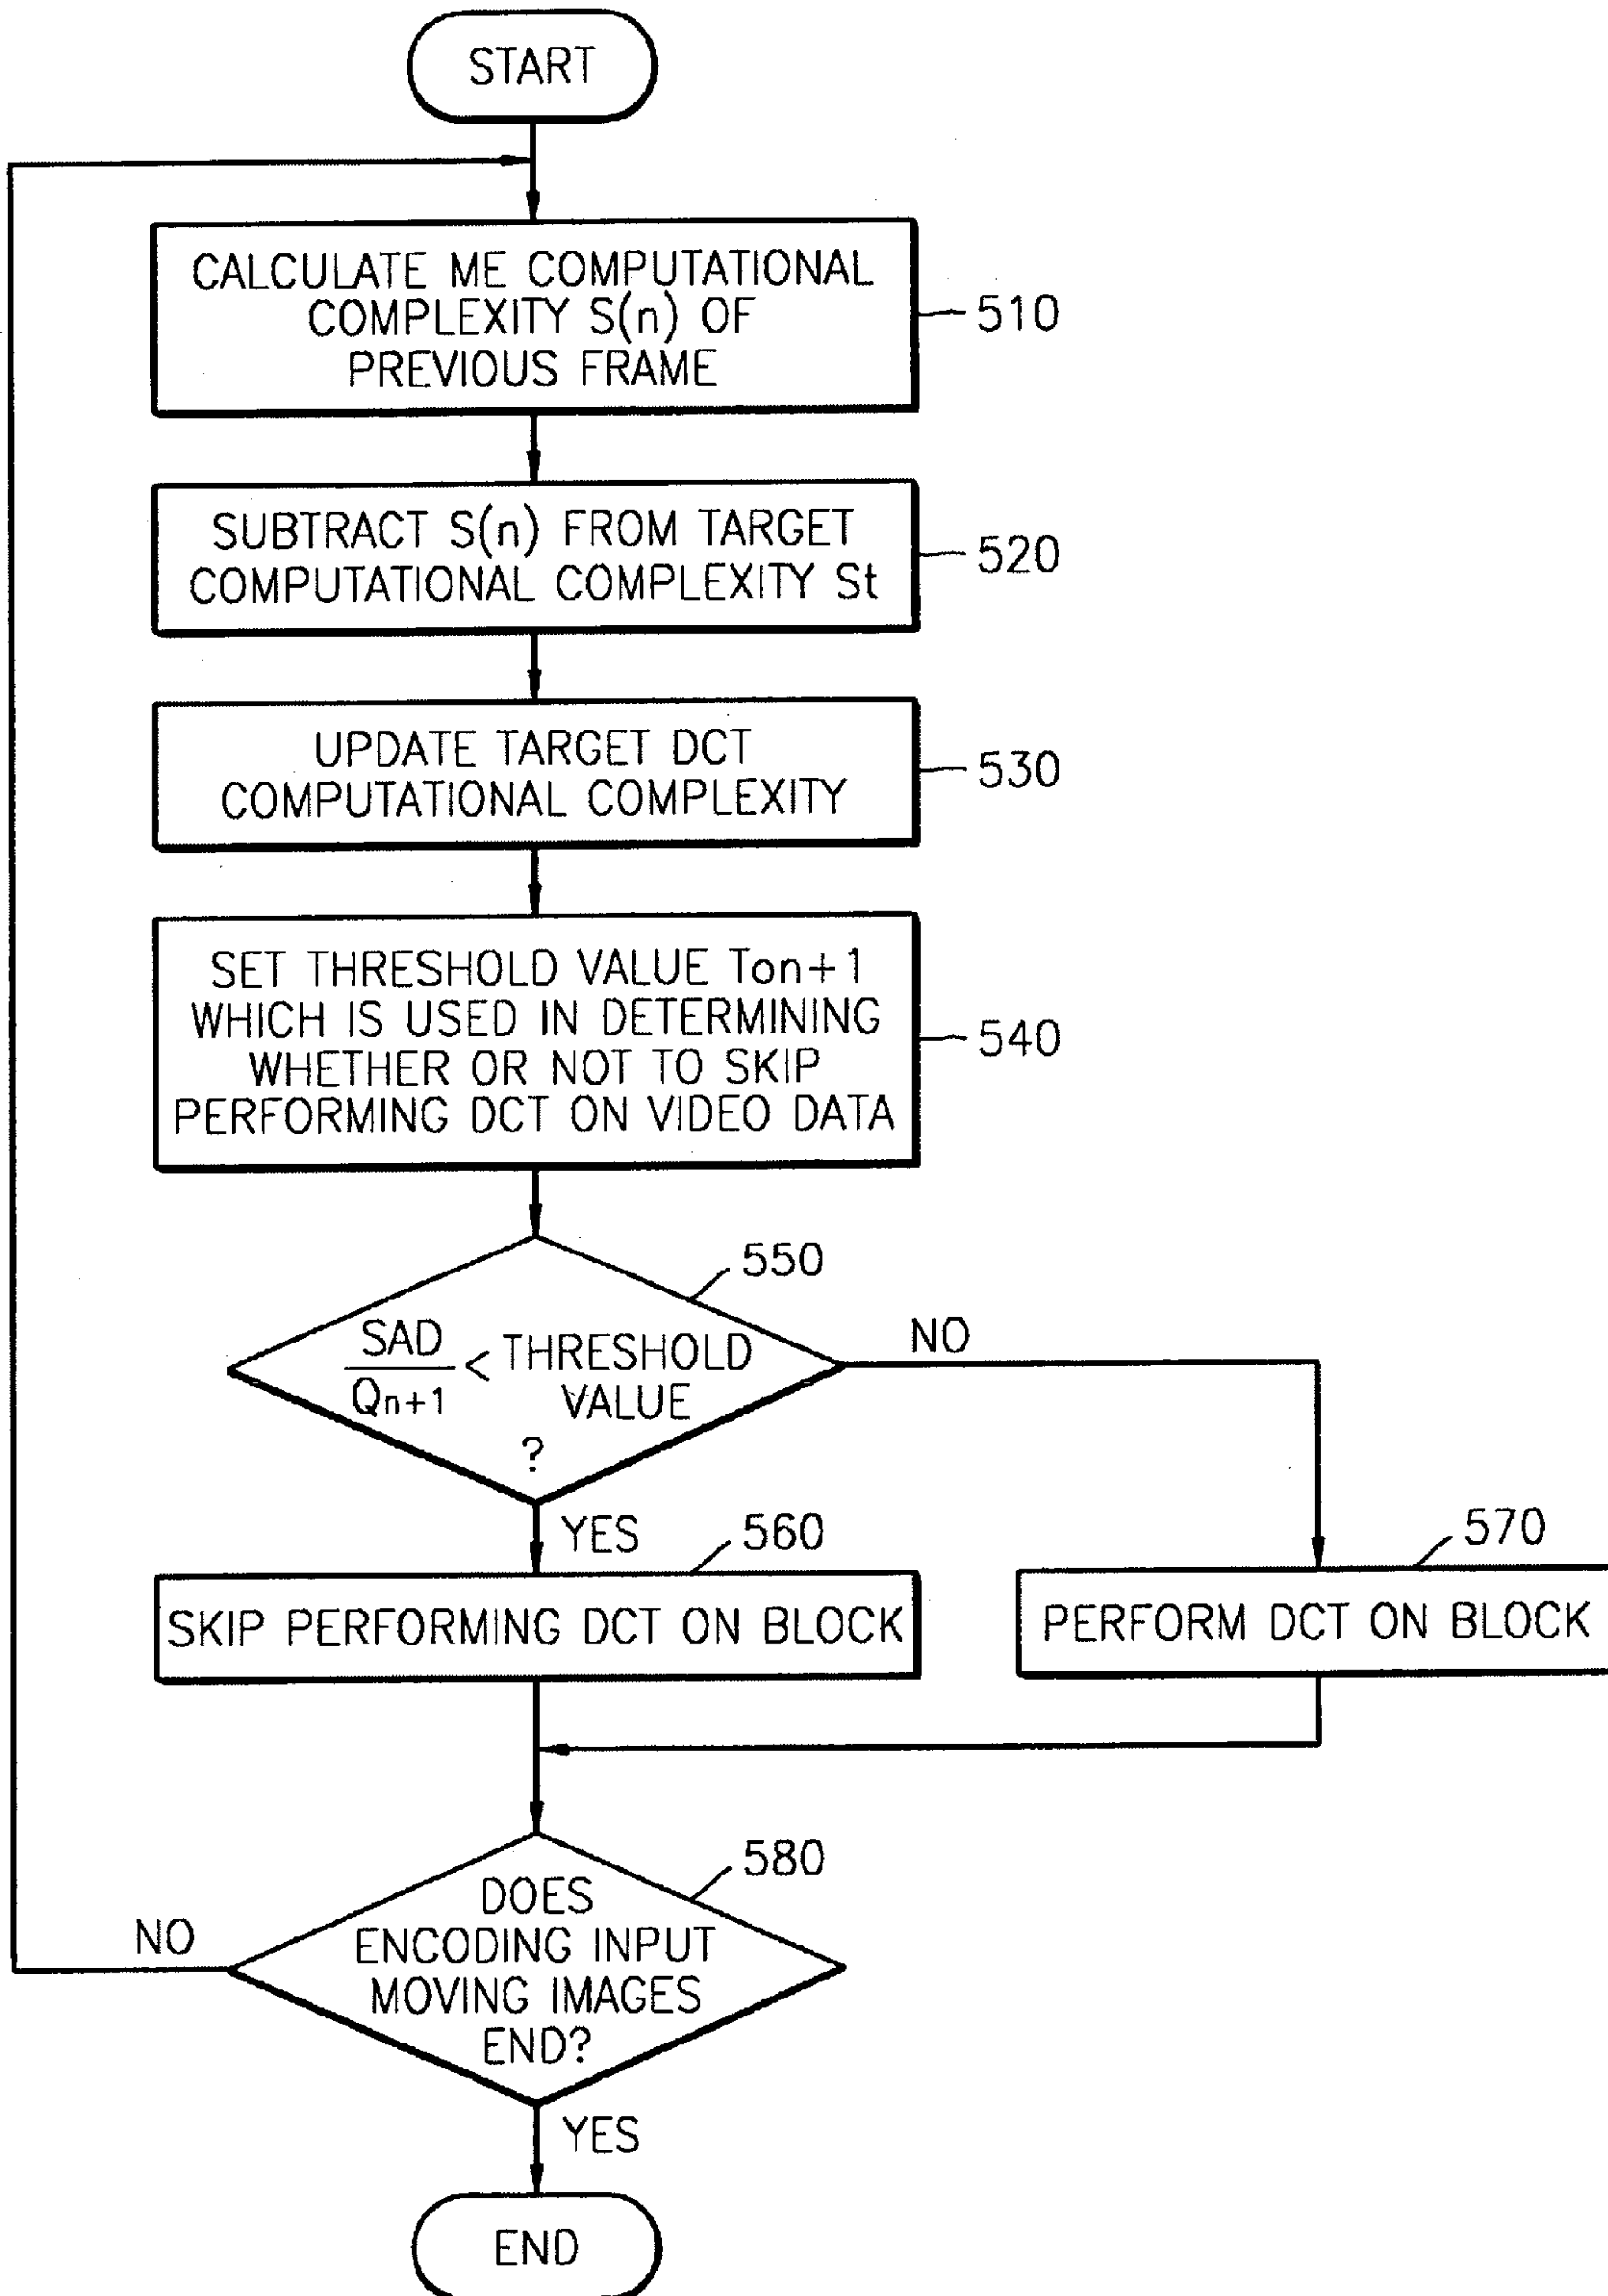 START
CALCULATE ME COMPUTATIONAL
COMPLEXITY S(n) OF
PREVIOUS FRAME
510
SUBTRACT S(n) FROM TARGET
COMPUTATIONAL COMPLEXITY St
520
UPDATE TARGET DCT
COMPUTATIONAL COMPLEXITY
530
SET THRESHOLD VALUE Ton+1
WHICH IS USED IN DETERMINING
WHETHER OR NOT TO SKIP
PERFORMING DCT ON VIDEO DATA
540
550
SAD
Qn+1
< THRESHOLD
VALUE
?
NO
YES
560
SKIP PERFORMING DCT ON BLOCK
570
PERFORM DCT ON BLOCK
580
DOES
ENCODING INPUT
MOVING IMAGES
END?
NO
YES
END